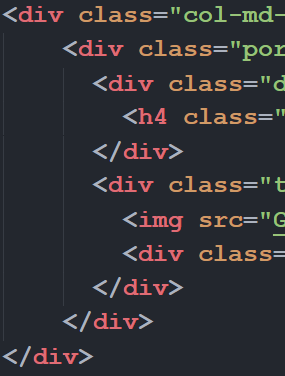 <div class="col-md-
<div class="por
<div class="d
<h4 class="
</div>
<div class="t
<img src="G
<div class=
</div>
</div>
</div>